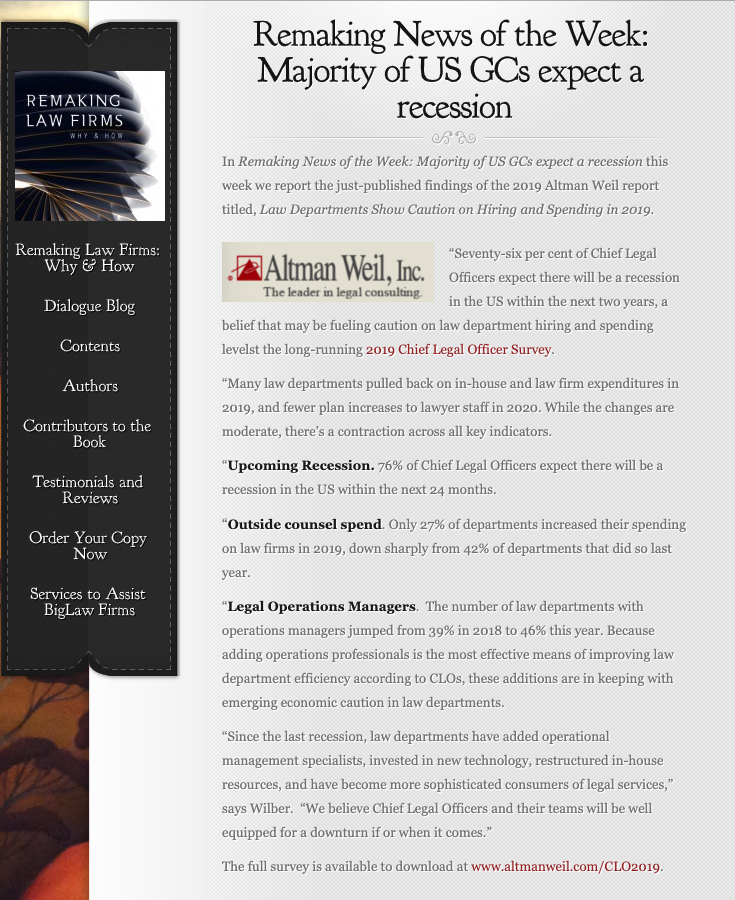 Remaking News of the Week:
Majority of US GCs expect a
recession
REMAKING
LAW FIRMS
WHY & HOW
Remaking Law Firms:
Why & How
Dialogue Blog
Contents
Authors
Contributors to the
Book
Testimonials and
Reviews
Order Your Copy
Now
Services to Assist
BigLaw Firms
In Remaking News of the Week: Majority of US GCs expect a recession this
week we report the just-published findings of the 2019 Altman Weil report
titled, Law Departments Show Caution on Hiring and Spending in 2019.
Altman Weil, Inc.
The leader in legal consulting.
“Seventy-six per cent of Chief Legal
Officers expect there will be a recession
in the US within the next two years, a
belief that may be fueling caution on law department hiring and spending
levelst the long-running 2019 Chief Legal Officer Survey.
“Many law departments pulled back on in-house and law firm expenditures in
2019, and fewer plan increases to lawyer staff in 2020. While the changes are
moderate, there’s a contraction across all key indicators.
“Upcoming Recession. 76% of Chief Legal Officers expect there will be a
recession in the US within the next 24 months.
“Outside counsel spend. Only 27% of departments increased their spending
on law firms in 2019, down sharply from 42% of departments that did so last
year.
“Legal Operations Managers.  The number of law departments with
operations managers jumped from 39% in 2018 to 46% this year. Because
adding operations professionals is the most effective means of improving law
department efficiency according to CLOs, these additions are in keeping with
emerging economic caution in law departments.
“Since the last recession, law departments have added operational
management specialists, invested in new technology, restructured in-house
resources, and have become more sophisticated consumers of legal services,”
says Wilber.  “We believe Chief Legal Officers and their teams will be well
equipped for a downturn if or when it comes.”
The full survey is available to download at www.altmanweil.com/CLO2019.